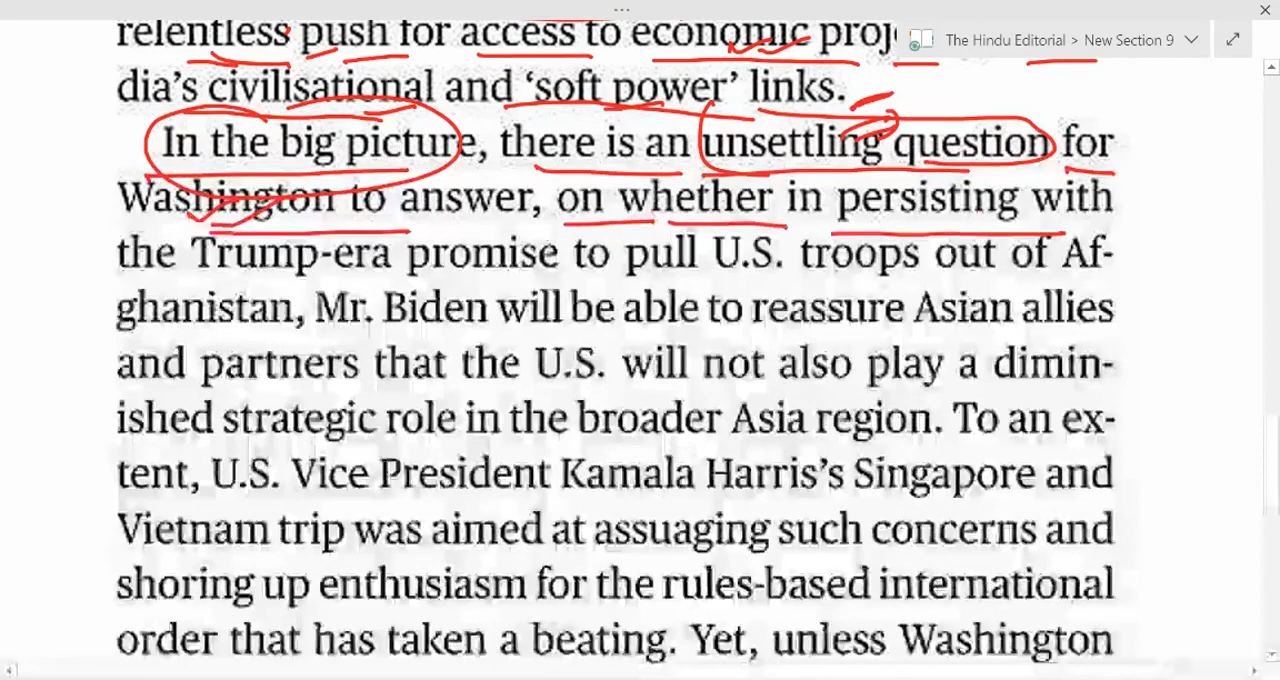 The Hindu Editorial > New Section 9
relentless push for access to economic proj
dia's civilisational and ‘soft power’ links.
In the big picture, there is an unsettling question for
Washington to answer, on whether in persisting with
the Trump-era promise to pull U.S. troops out of Af-
ghanistan, Mr. Biden will be able to reassure Asian allies
and partners that the U.S. will not also play a dimin-
ished strategic role in the broader Asia region. To an ex-
tent, U.S. Vice President Kamala Harris's Singapore and
Vietnam trip was aimed at assuaging such concerns and
shoring up enthusiasm for the rules-based international
order that has taken a beating. Yet, unless Washington